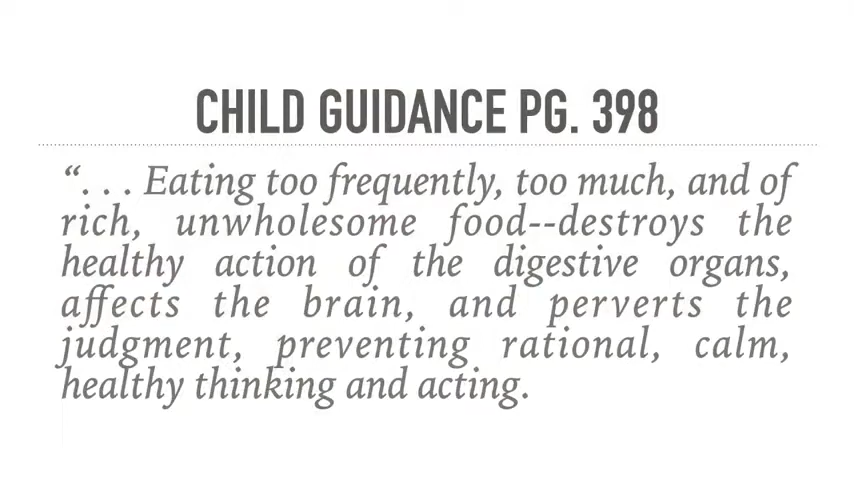 CHILD GUIDANCE PG. 398
“. . . Eating too frequently, too much, and of
rich, unwholesome food--destroys the
healthy action of the digestive organs,
affects the brain, and perverts the
judgment, preventing rational, calm,
healthy thinking and acting.